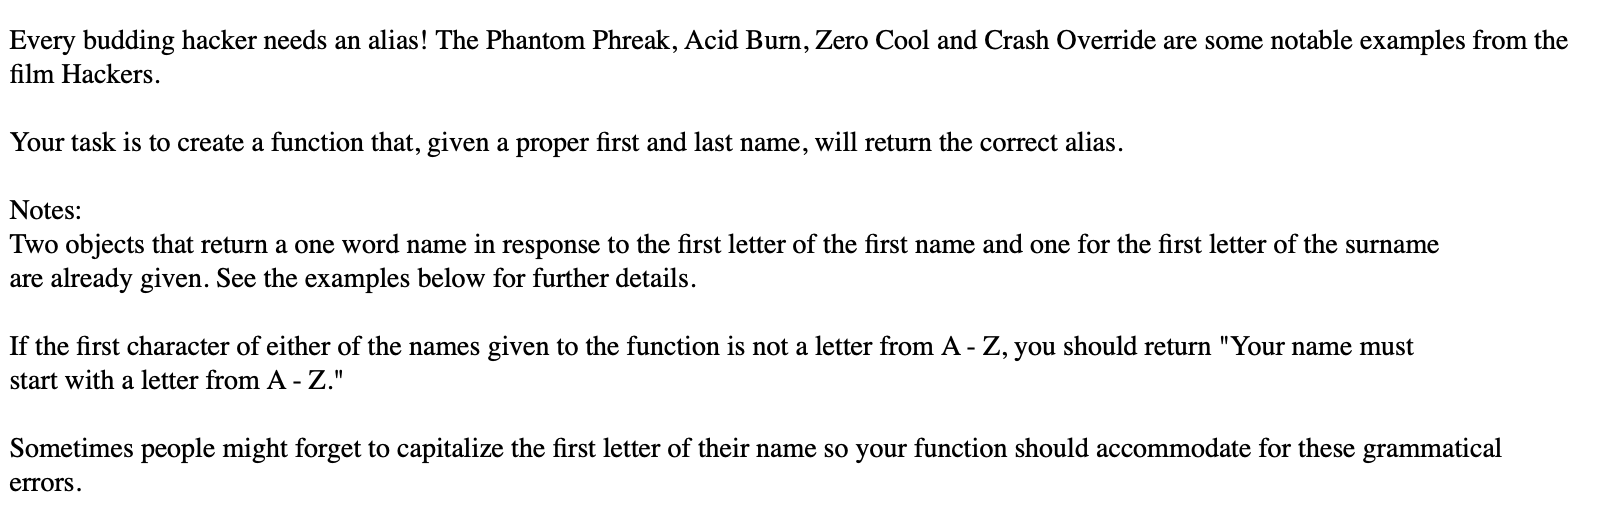 Every budding hacker needs an alias! The Phantom Phreak, Acid Burn, Zero Cool and Crash Override are some notable examples from the
film Hackers.
Your task is to create a function that, given a proper first and last name, will return the correct alias.
Notes:
Two objects that return a one word name in response to the first letter of the first name and one for the first letter of the surname
are already given. See the examples below for further details.
If the first character of either of the names given to the function is not a letter from A - Z, you should return "Your name must
start with a letter from A - Z."
Sometimes people might forget to capitalize the first letter of their name so your function should accommodate for these grammatical
errors.